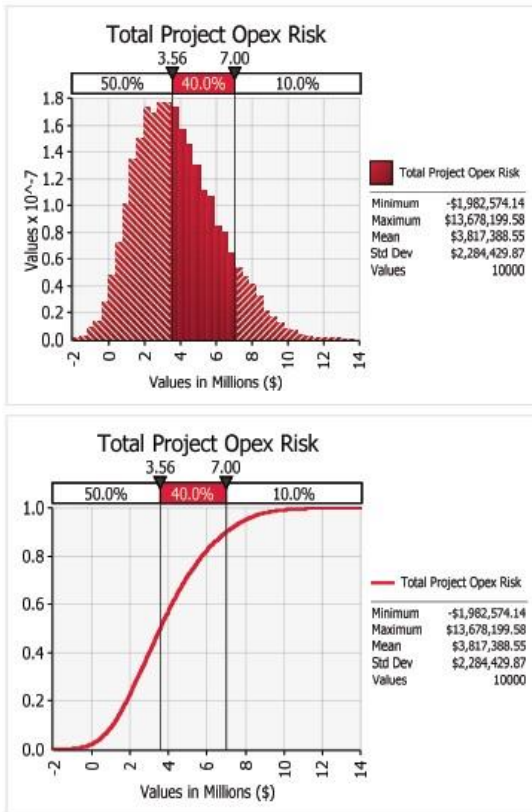 Total Project Opex Risk
3.56 7.00
50.0% 40.0% 10.0%
1.8
1.6
1.4
1.2
1.0
0.8
0.6
0.4
0.2
0.0
Values x 10^-7
-2 0 2 4 6 8 10 12 14
Values in Millions ($)
Total Project Opex Risk
Minimum -$1,982,574.14
Maximum $13,678,199.58
Mean $3,817,388.55
Std Dev $2,284,429.87
Values 10000
Total Project Opex Risk
3.56 7.00
50.0% 40.0% 10.0%
1.0
0.8
0.6
0.4
0.2
0.0
-2 0 2 4 6 8 10 12 14
Values in Millions ($)
Total Project Opex Risk
Minimum -$1,982,574.14
Maximum $13,678,199.58
Mean $3,817,388.55
Std Dev $2,284,429.87
Values 10000